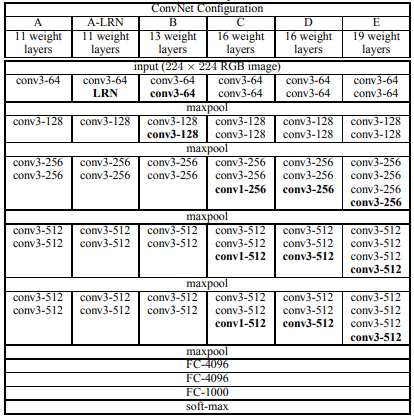 ConvNet Configuration
A A-LRN B C D E
11 weight 11 weight 13 weight 16 weight 16 weight 19 weight
layers layers layers layers layers layers
input (224 × 224 RGB image)
conv3-64 conv3-64 conv3-64 conv3-64 conv3-64 conv3-64
LRN conv3-64 conv3-64 conv3-64 conv3-64
maxpool
conv3-128 conv3-128 conv3-128 conv3-128 conv3-128 conv3-128
conv3-128 conv3-128 conv3-128 conv3-128
maxpool
conv3-256 conv3-256 conv3-256 conv3-256 conv3-256 conv3-256
conv3-256 conv3-256 conv3-256 conv3-256 conv3-256 conv3-256
conv1-256 conv3-256 conv3-256
conv3-256
maxpool
conv3-512 conv3-512 conv3-512 conv3-512 conv3-512 conv3-512
conv3-512 conv3-512 conv3-512 conv3-512 conv3-512 conv3-512
conv1-512 conv3-512 conv3-512
conv3-512
maxpool
conv3-512 conv3-512 conv3-512 conv3-512 conv3-512 conv3-512
conv3-512 conv3-512 conv3-512 conv3-512 conv3-512 conv3-512
conv1-512 conv3-512 conv3-512
conv3-512
maxpool
FC-4096
FC-4096
FC-1000
soft-max